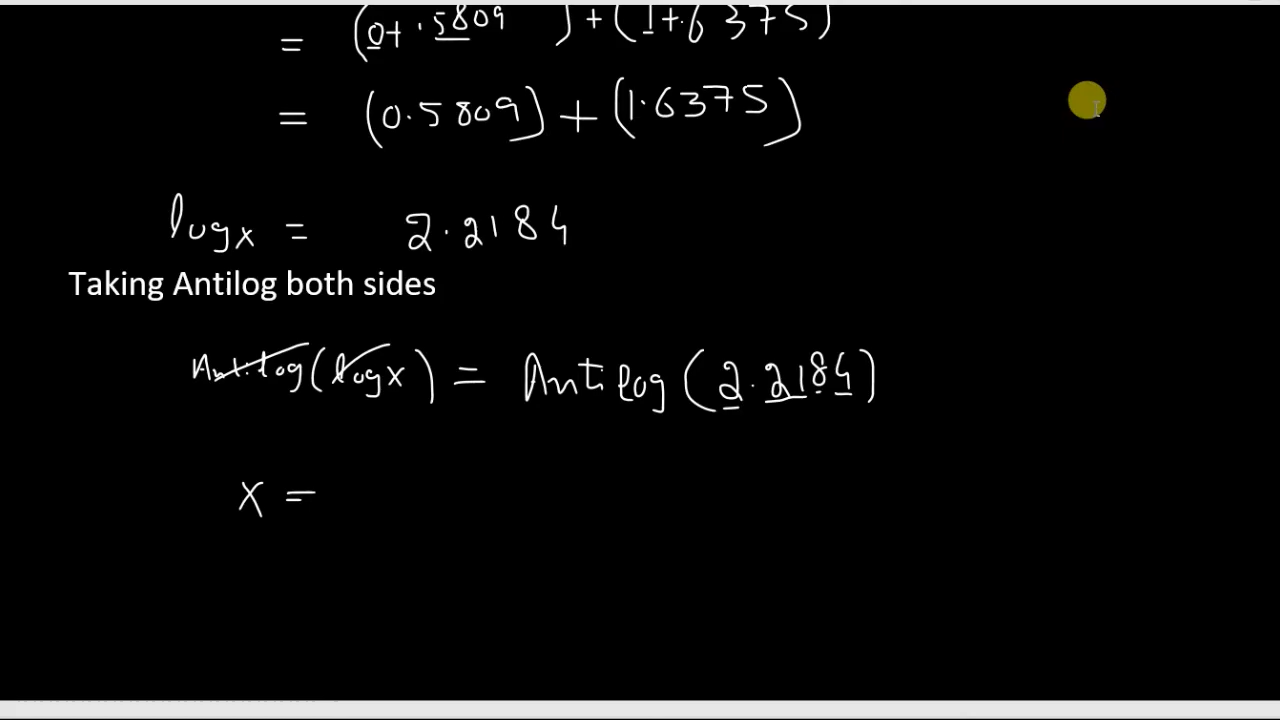 = (0+.5809 ) + (1+.6375)
= (0.5809) + (1.6375)
log x = 2.2184
Taking Antilog both sides
Antilog (log x) = Antilog (2.2184)
x =